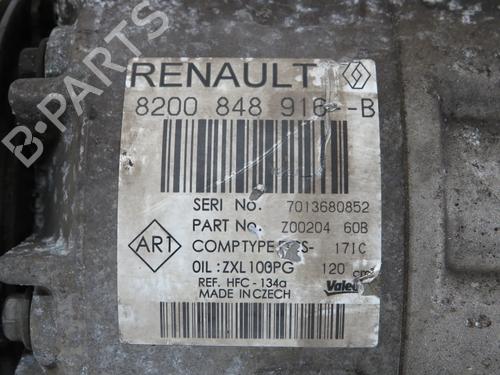 RENAULT
8200 848 916 -B
SERI No. 7013680852
PART No. Z00204 60B
COMPTYPE S- 171C
ART
OIL:ZXL100PG 120 cm³
REF. HFC-134a
MADE IN CZECH
Valeo